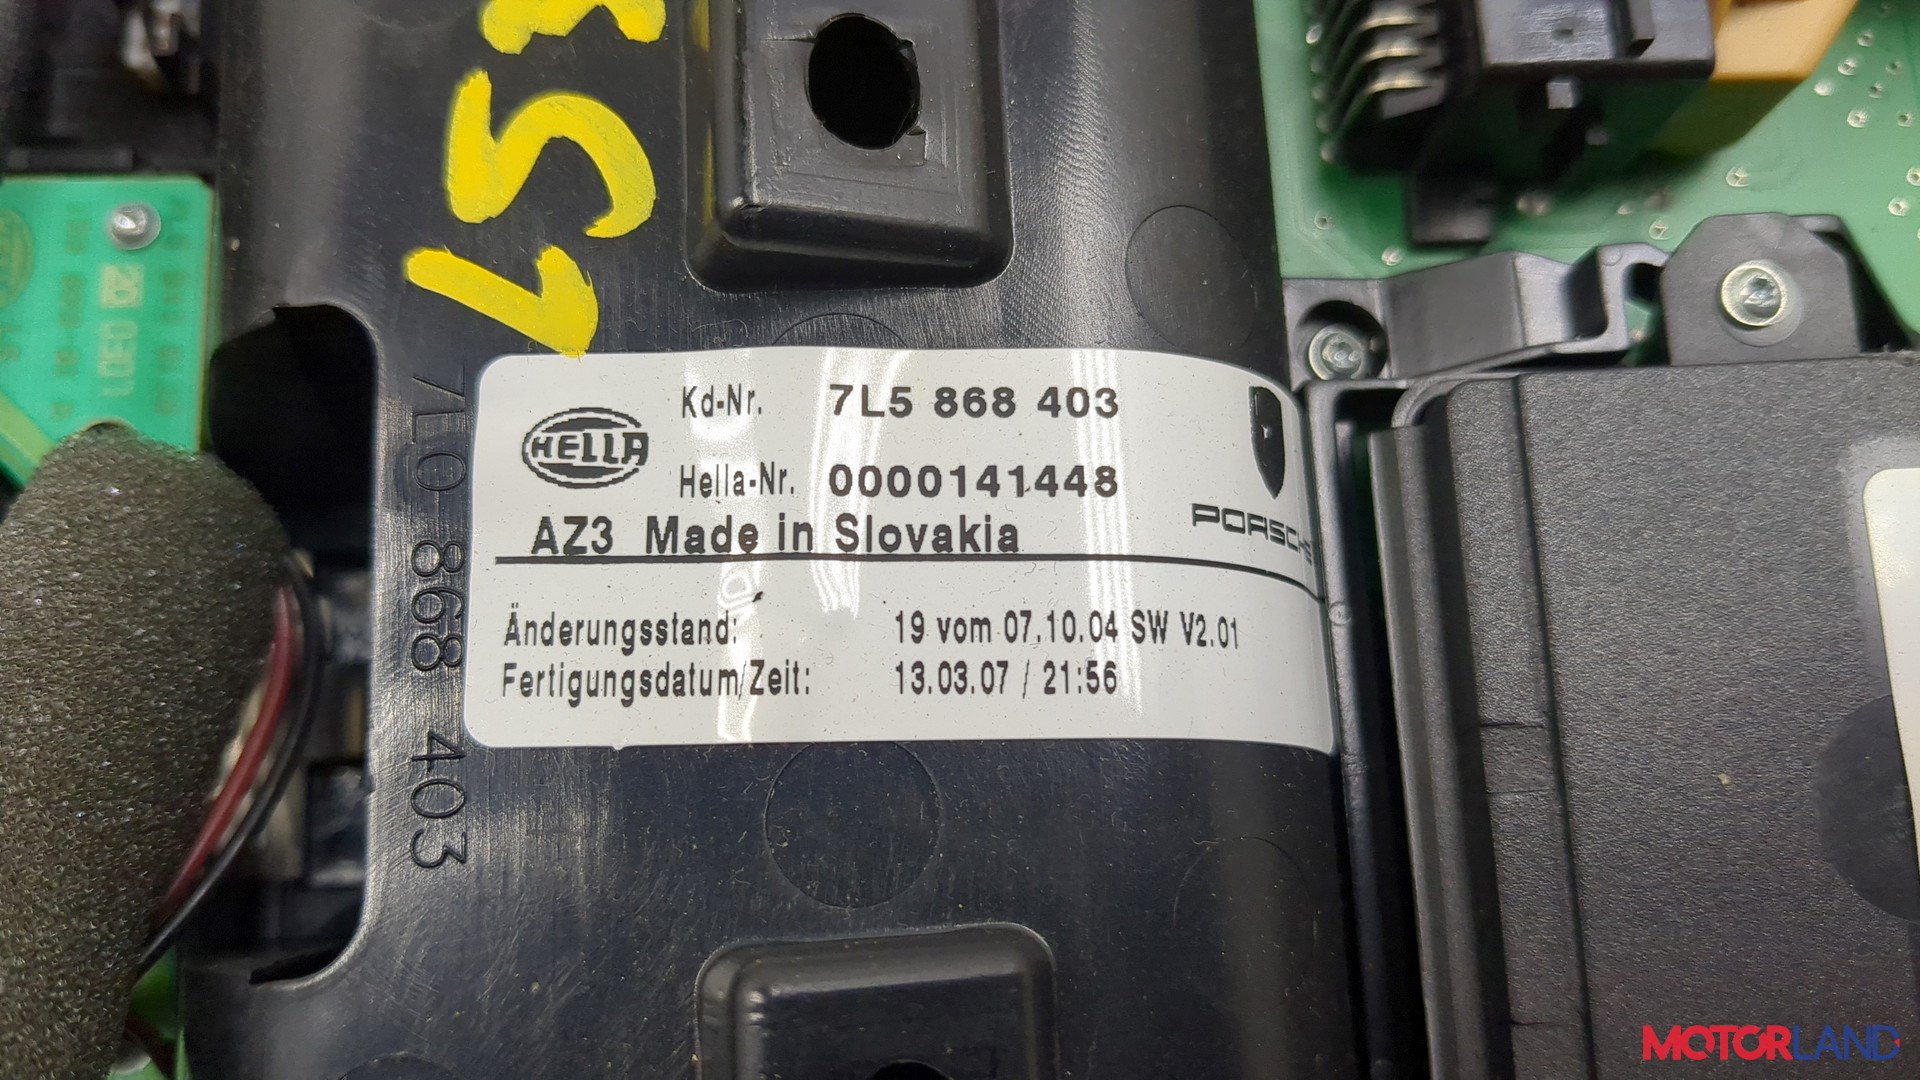 Kd-Nr. 7L5 868 403
HELLA
Hella-Nr. 0000141448
AZ3 Made in Slovakia
PORSCHE
Änderungsstand: 19 vom 07.10.04 SW V2.01
Fertigungsdatum/Zeit: 13.03.07 / 21:56
7L0-868 403
MOTORLAND